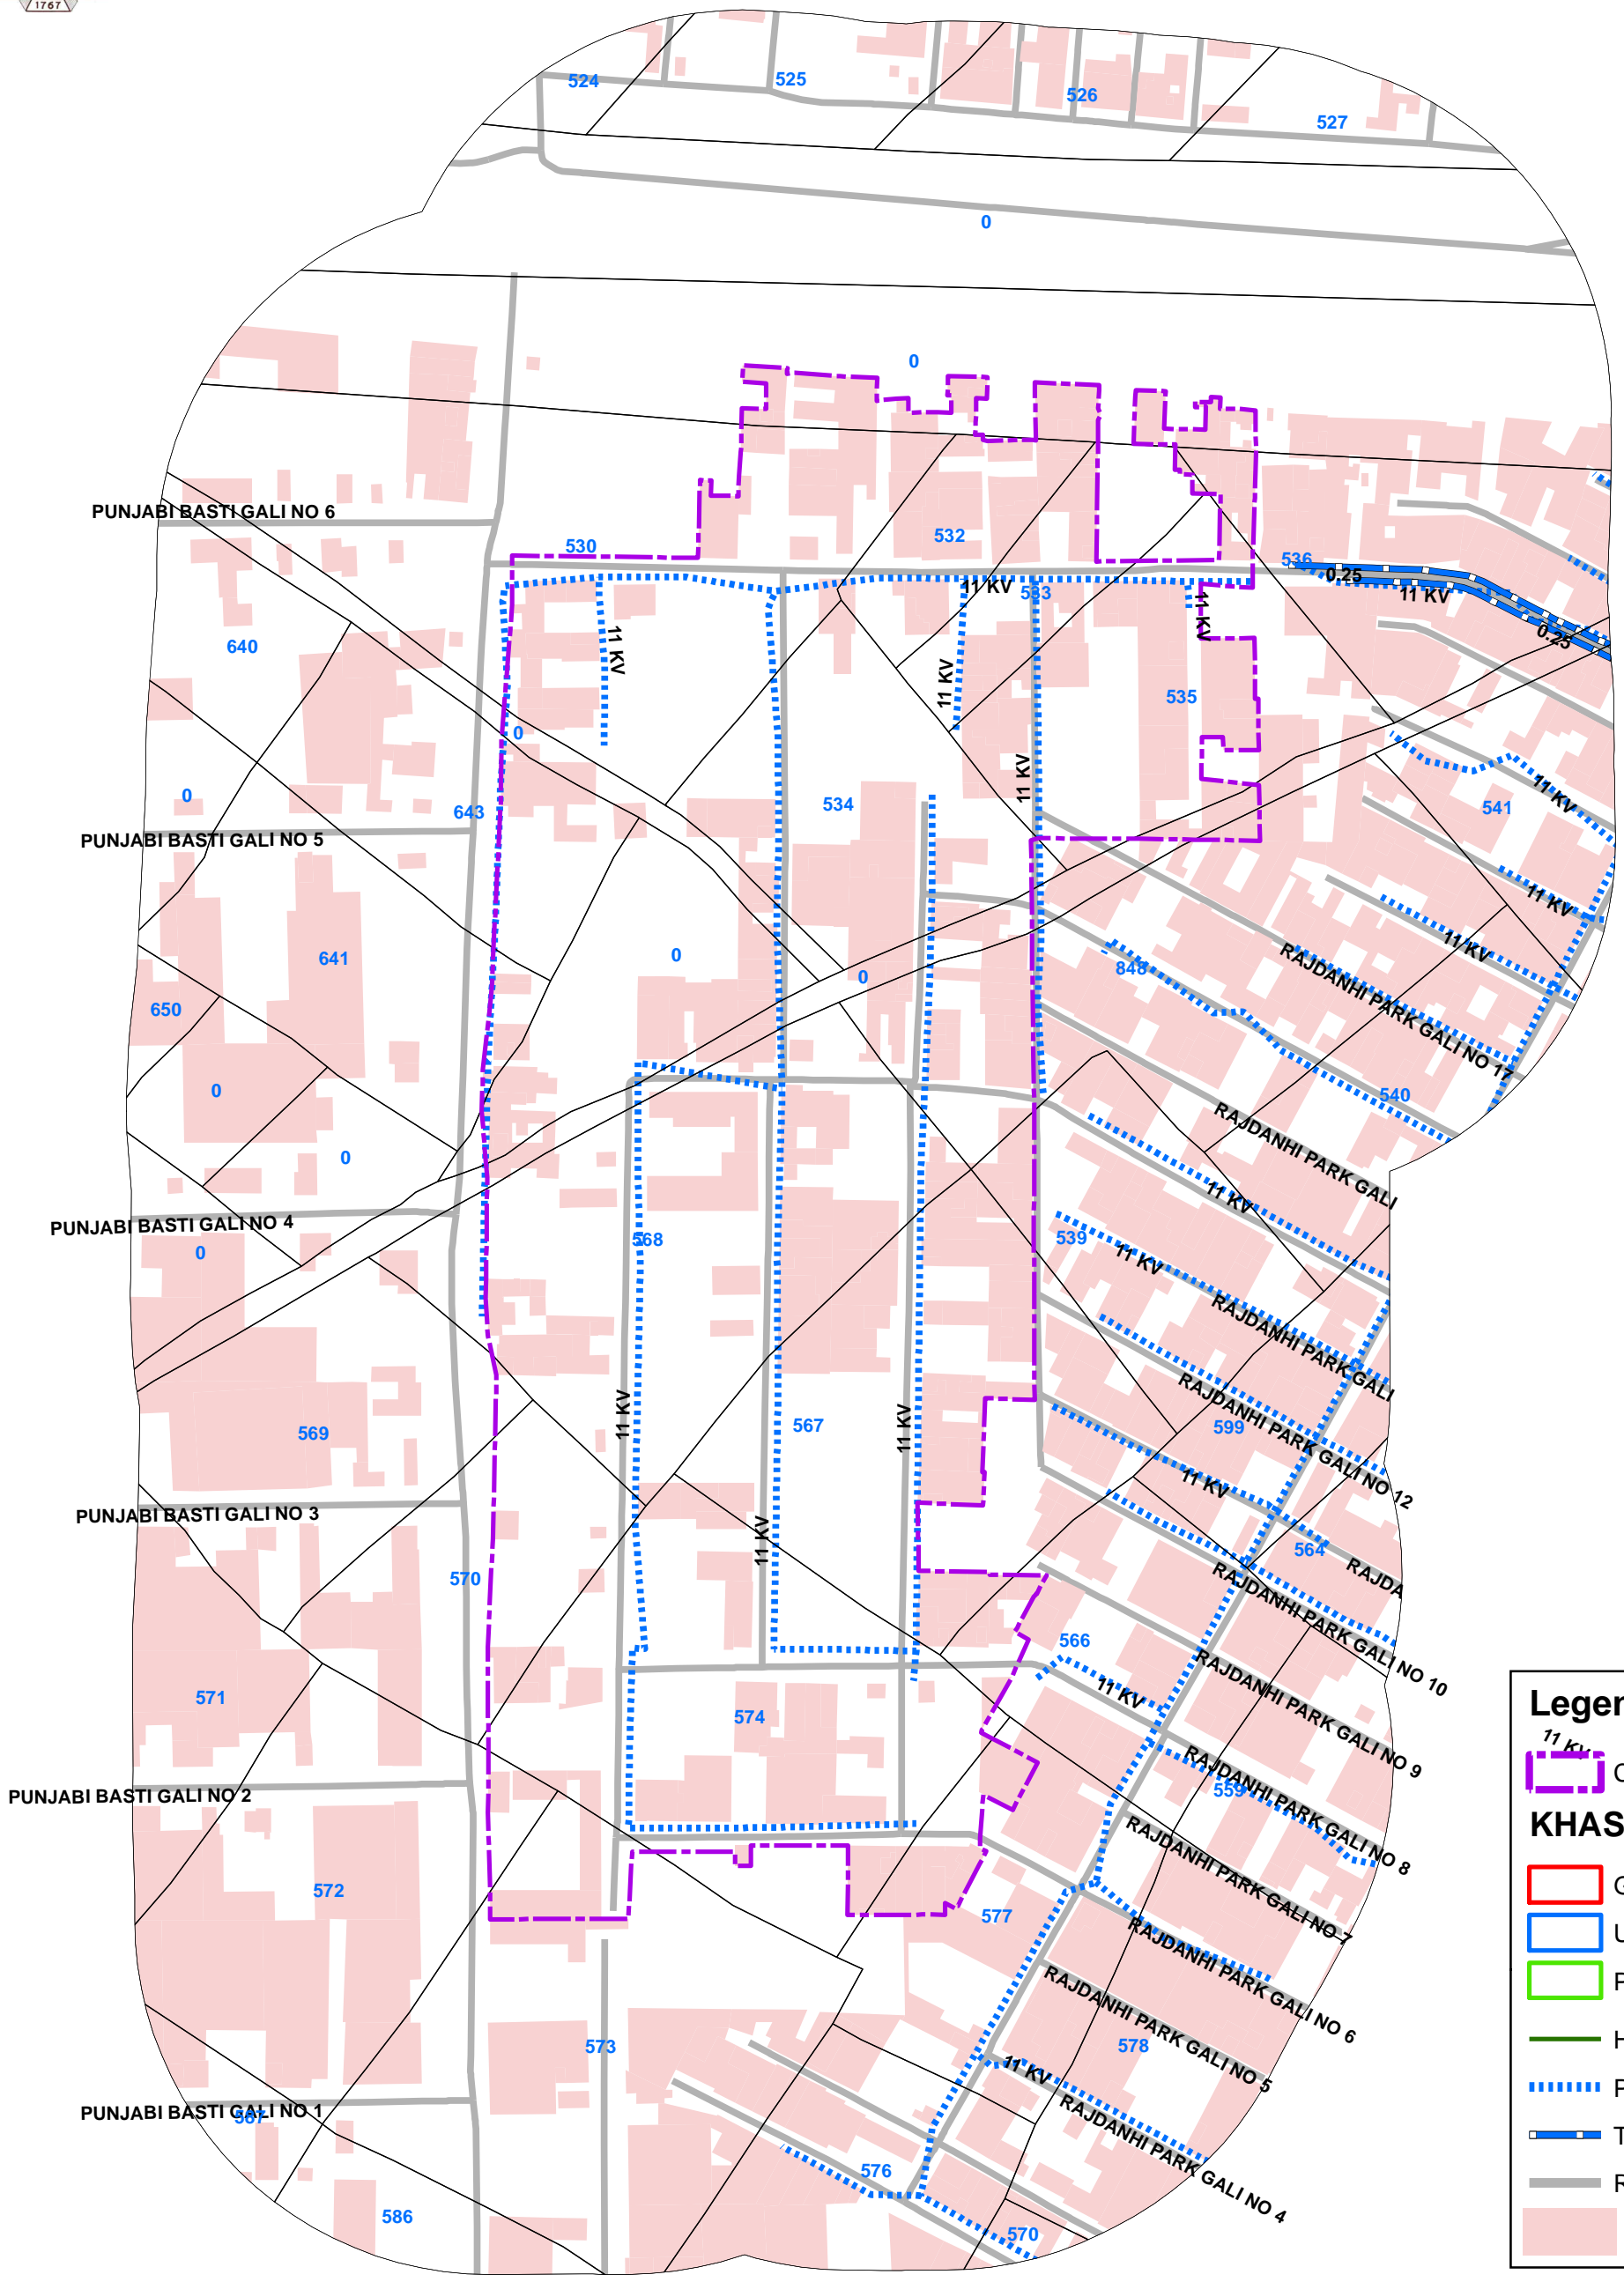 1767
524
525
526
527
0
0
PUNJABI BASTI GALI NO 6
530
532
536
0.25
11 KV
533
11 KV
11 KV
11 KV
0.25
640
11 KV
535
0
11 KV
0
643
534
541
11 KV
PUNJABI BASTI GALI NO 5
11 KV
11 KV
641
0
0
848
RAJDANHI PARK GALI NO 17
650
0
540
RAJDANHI PARK GALI
0
PUNJABI BASTI GALI NO 4
0
568
11 KV
539
11 KV
RAJDANHI PARK GALI
RAJDANHI PARK GALI NO 12
11 KV
11 KV
567
569
599
11 KV
PUNJABI BASTI GALI NO 3
11 KV
564
570
RAJDA
RAJDANHI PARK GALI NO 10
566
RAJDANHI PARK GALI NO 9
571
11 KV
574
RAJDANHI PARK GALI NO 8
559
PUNJABI BASTI GALI NO 2
RAJDANHI PARK GALI NO 7
572
577
RAJDANHI PARK GALI NO 6
RAJDANHI PARK GALI NO 5
573
578
11 KV
RAJDANHI PARK GALI NO 4
PUNJABI BASTI GALI NO 1
587
576
586
570
Legen
11 KV
C
KHAS
G
U
P
H
P
T
R